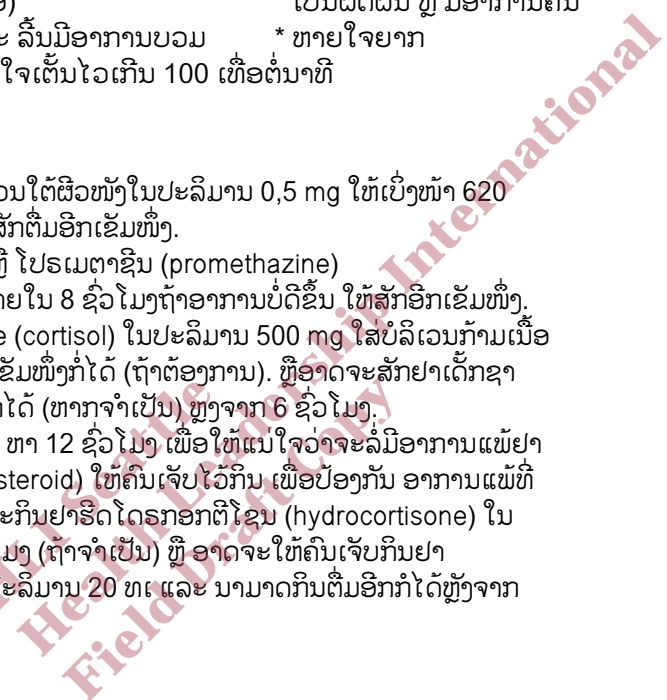 ເປັນຜົດຜື່ນ ຫຼື ມີອາການຄັນ
ະ ລີ້ນມີອາການບວມ * ຫາຍໃຈຍາກ
ໃຈເຕັ້ນໄວເກີນ 100 ເທື່ອຕໍ່ນາທີ
ວນໃຕ້ຜີວໜັງໃນປະລິມານ 0,5 mg ໃຫ້ເບິ່ງໜ້າ 620
ສັກຕື່ມອີກເຂັມໜຶ່ງ.
ຫຼື ໂປຣເມຕາຊີນ (promethazine)
າຍໃນ 8 ຊົ່ວໂມງຖ້າອາການບໍ່ດີຂຶ້ນ ໃຫ້ສັກອີກເຂັມໜຶ່ງ.
e (cortisol) ໃນປະລິມານ 500 mg ໃສ່ບໍລິເວນກ້າມເນື້ອ
ຂັມໜຶ່ງກໍ່ໄດ້ (ຖ້າຕ້ອງການ). ຫຼືອາດຈະສັກຢາເດັ້ກຊາ
ໄດ້ (ຫາກຈຳເປັນ) ຫຼງຈາກ 6 ຊົ່ວໂມງ.
ຫາ 12 ຊົ່ວໂມງ ເພື່ອໃຫ້ແນ່ໃຈວ່າຈະລໍ່ມີອາການແພ້ຢາ
steroid) ໃຫ້ຄົນເຈັບໄວ້ກິນ ເພື່ອປ້ອງກັນ ອາການແພ້ທີ່
ະກິນຢາຮີດໂດຣກອກຕິໂຊນ (hydrocortisone) ໃນ
ມງ (ຖ້າຈຳເປັນ) ຫຼື ອາດຈະໃຫ້ຄົນເຈັບກິນຢາ
ະລິມານ 20 ທເ ແລະ ນາມາດກິນຕື່ມອີກກໍໄດ້ຫຼັງຈາກ
HLI Seattle
Health Leadership International
Field Draft Copy